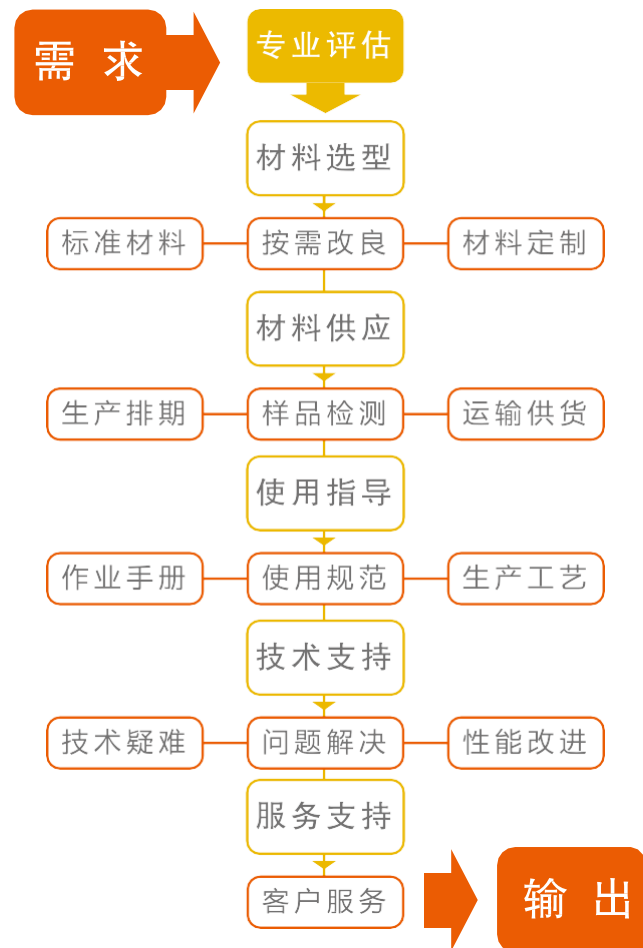 需求
专业评估
材料选型
标准材料
按需改良
材料定制
材料供应
生产排期
样品检测
运输供货
使用指导
作业手册
使用规范
生产工艺
技术支持
技术疑难
问题解决
性能改进
服务支持
客户服务
输出